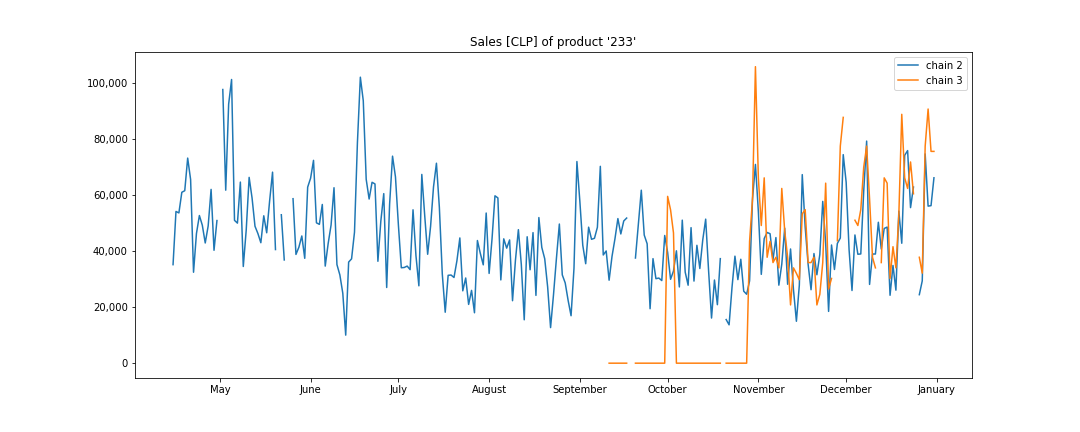 Sales [CLP] of product '233'
chain 2
chain 3
100,000
80,000
60,000
40,000
20,000
0
May June July August September October November December January